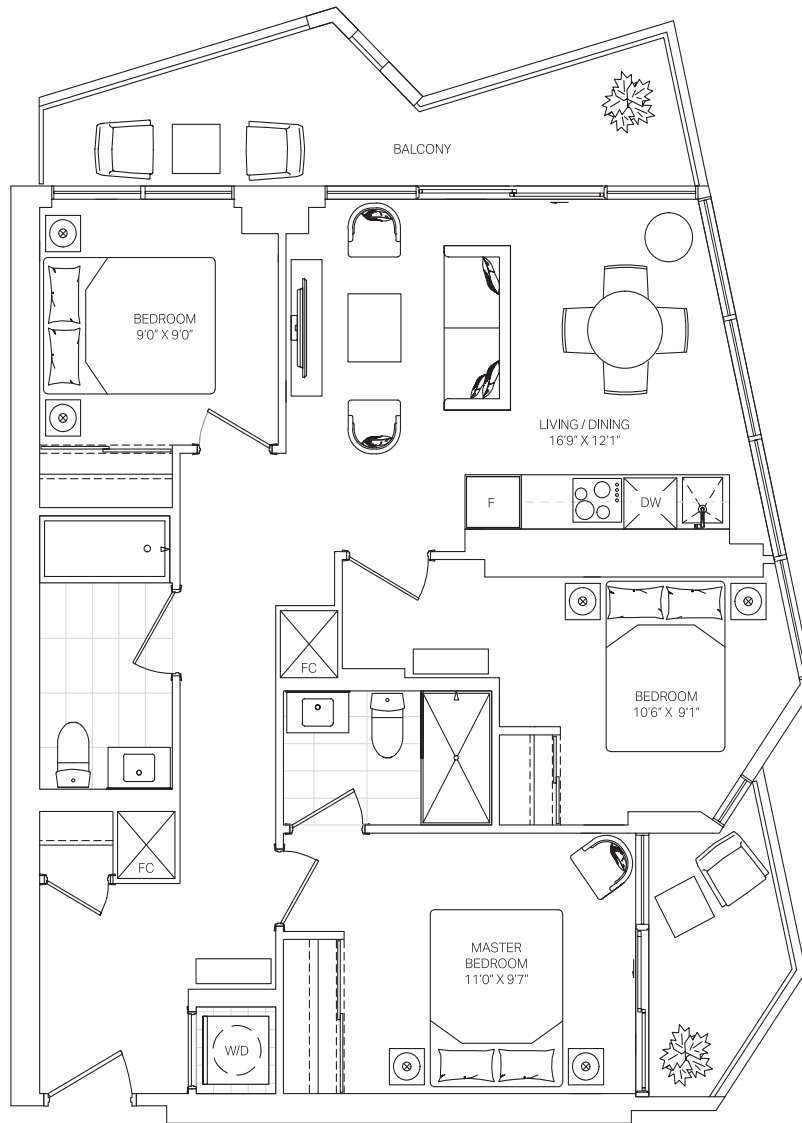 BALCONY
BEDROOM
9'0" X 9'0"
LIVING / DINING
16'9" X 12'1"
F
DW
FC
BEDROOM
10'6" X 9'1"
FC
MASTER
BEDROOM
11'0" X 9'7"
W/D